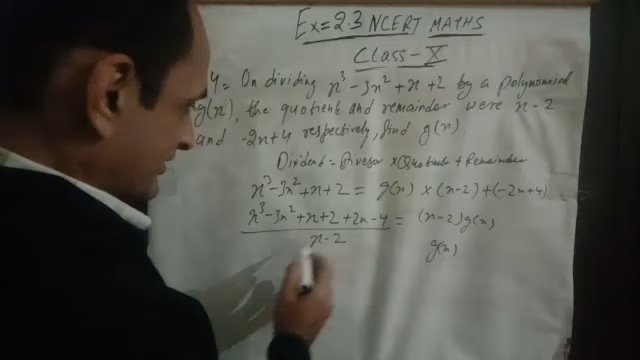 Ex=2.3 NCERT MATHS
Class-X
4= On dividing x³-3x²+x+2 by a polynomial
g(x), the quotient and remainder were x-2
and -2x+4 respectively, find g(x).
Dividend=Divisor x Quotient + Remainder
x³-3x²+x+2 = g(x) x (x-2)+(-2x+4)
x³-3x²+x+2+2x-4 = (x-2)g(x)
x-2
g(x)